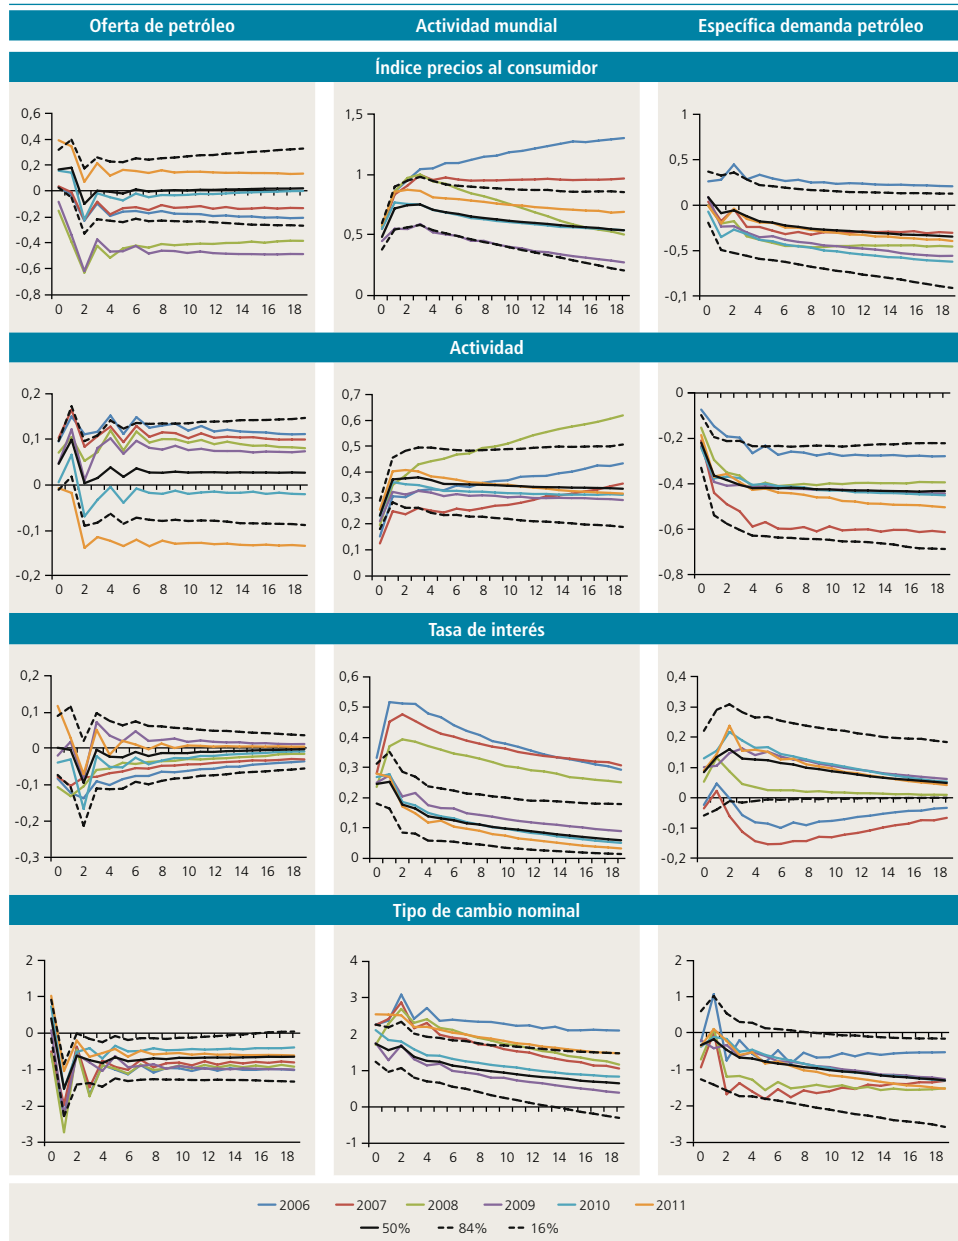 Oferta de petróleo Actividad mundial Específica demanda petróleo
Índice precios al consumidor
0,6 1,5 1
0,4
0,2 1 0,5
0 0
-0,2
-0,4 0,5 -0,5
-0,6
-0,8 0 -0,1
0 2 4 6 8 10 12 14 16 18 0 2 4 6 8 10 12 14 16 18 0 2 4 6 8 10 12 14 16 18
Actividad
0,2 0,7 0
0,6
0,1 0,5 -0,2
0 0,4 -0,4
0,3
-0,1 0,2 -0,6
0,1
-0,2 0 -0,8
0 2 4 6 8 10 12 14 16 18 0 2 4 6 8 10 12 14 16 18 0 2 4 6 8 10 12 14 16 18
Tasa de interés
0,2 0,6 0,4
0,1 0,5 0,3
0 0,4 0,2
0,3 0,1
-0,1 0,2 0
-0,2 0,1 -0,1
-0,3 0 -0,2
0 2 4 6 8 10 12 14 16 18 0 2 4 6 8 10 12 14 16 18 0 2 4 6 8 10 12 14 16 18
Tipo de cambio nominal
2 4 2
1 3 1
0 2 0
-1 1 -1
-2 0 -2
-3 -1 -3
0 2 4 6 8 10 12 14 16 18 0 2 4 6 8 10 12 14 16 18 0 2 4 6 8 10 12 14 16 18
2006 2007 2008 2009 2010 2011
50% 84% 16%